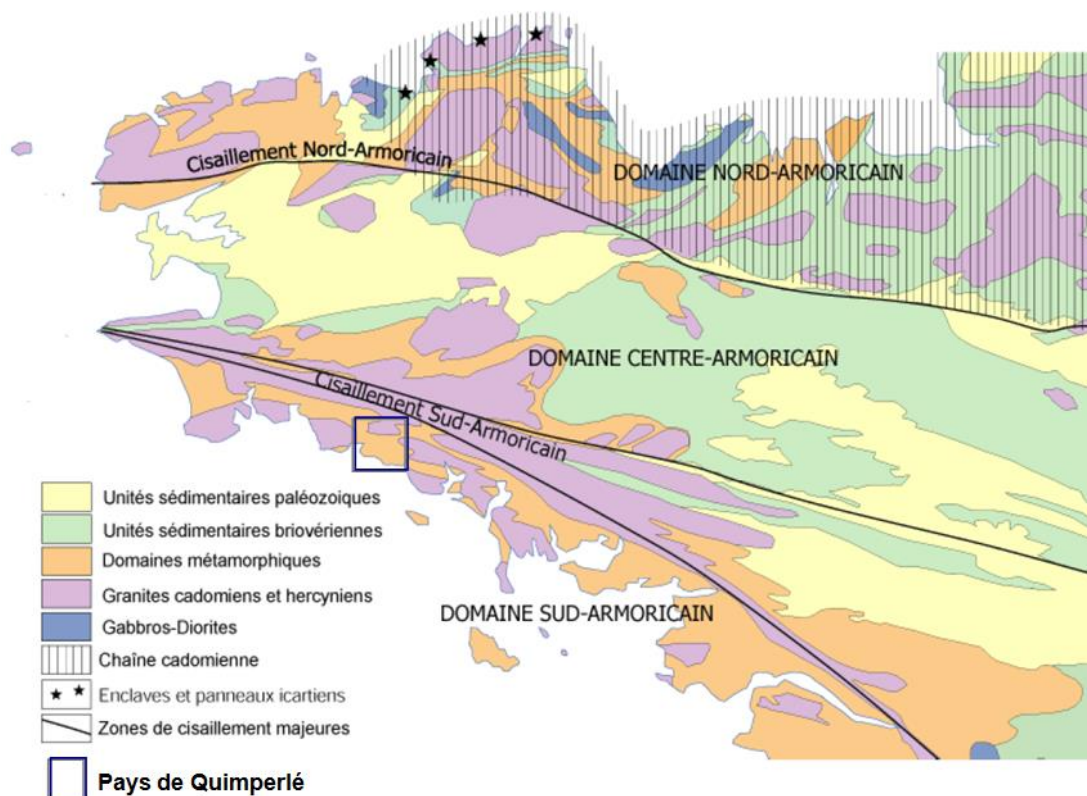 Cisaillement Nord-Armoricain
DOMAINE NORD-ARMORICAIN
DOMAINE CENTRE-ARMORICAIN
Cisaillement Sud-Armoricain
DOMAINE SUD-ARMORICAIN
Unités sédimentaires paléozoiques
Unités sédimentaires briovériennes
Domaines métamorphiques
Granites cadomiens et hercyniens
Gabbros-Diorites
Chaîne cadomienne
Enclaves et panneaux icartiens
Zones de cisaillement majeures
Pays de Quimperlé